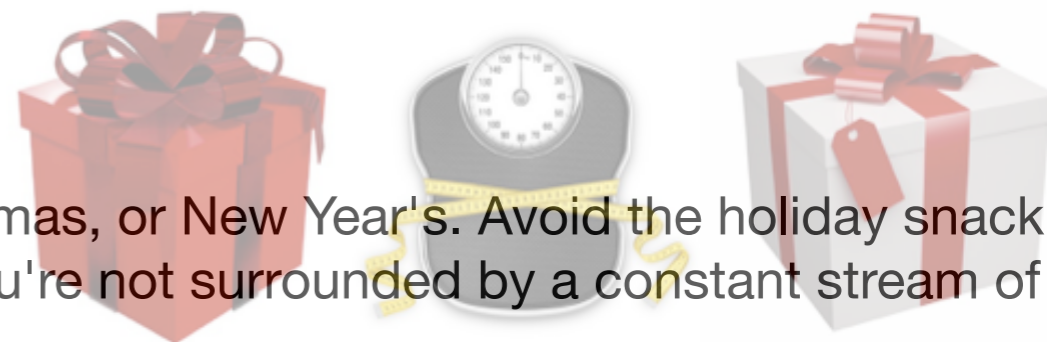 mas, or New Year's. Avoid the holiday snack
u're not surrounded by a constant stream of